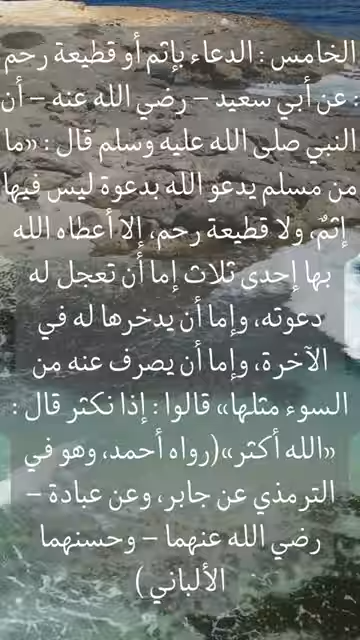 الخامس : الدعاء بإثم أو قطيعة رحم
: عن أبي سعيد – رضي الله عنه – أن
النبي صلى الله عليه وسلم قال : «ما
من مسلم يدعو الله بدعوة ليس فيها
إثمٌ، ولا قطيعة رحم، إلا أعطاه الله
بها إحدى ثلاث إما أن تعجل له
دعوته، وإما أن يدخرها له في
الآخرة، وإما أن يصرف عنه من
السوء مثلها» قالوا : إذا نكثر قال :
«الله أكثر»(رواه أحمد، وهو في
الترمذي عن جابر، وعن عبادة –
رضي الله عنهما – وحسنهما
الألباني)